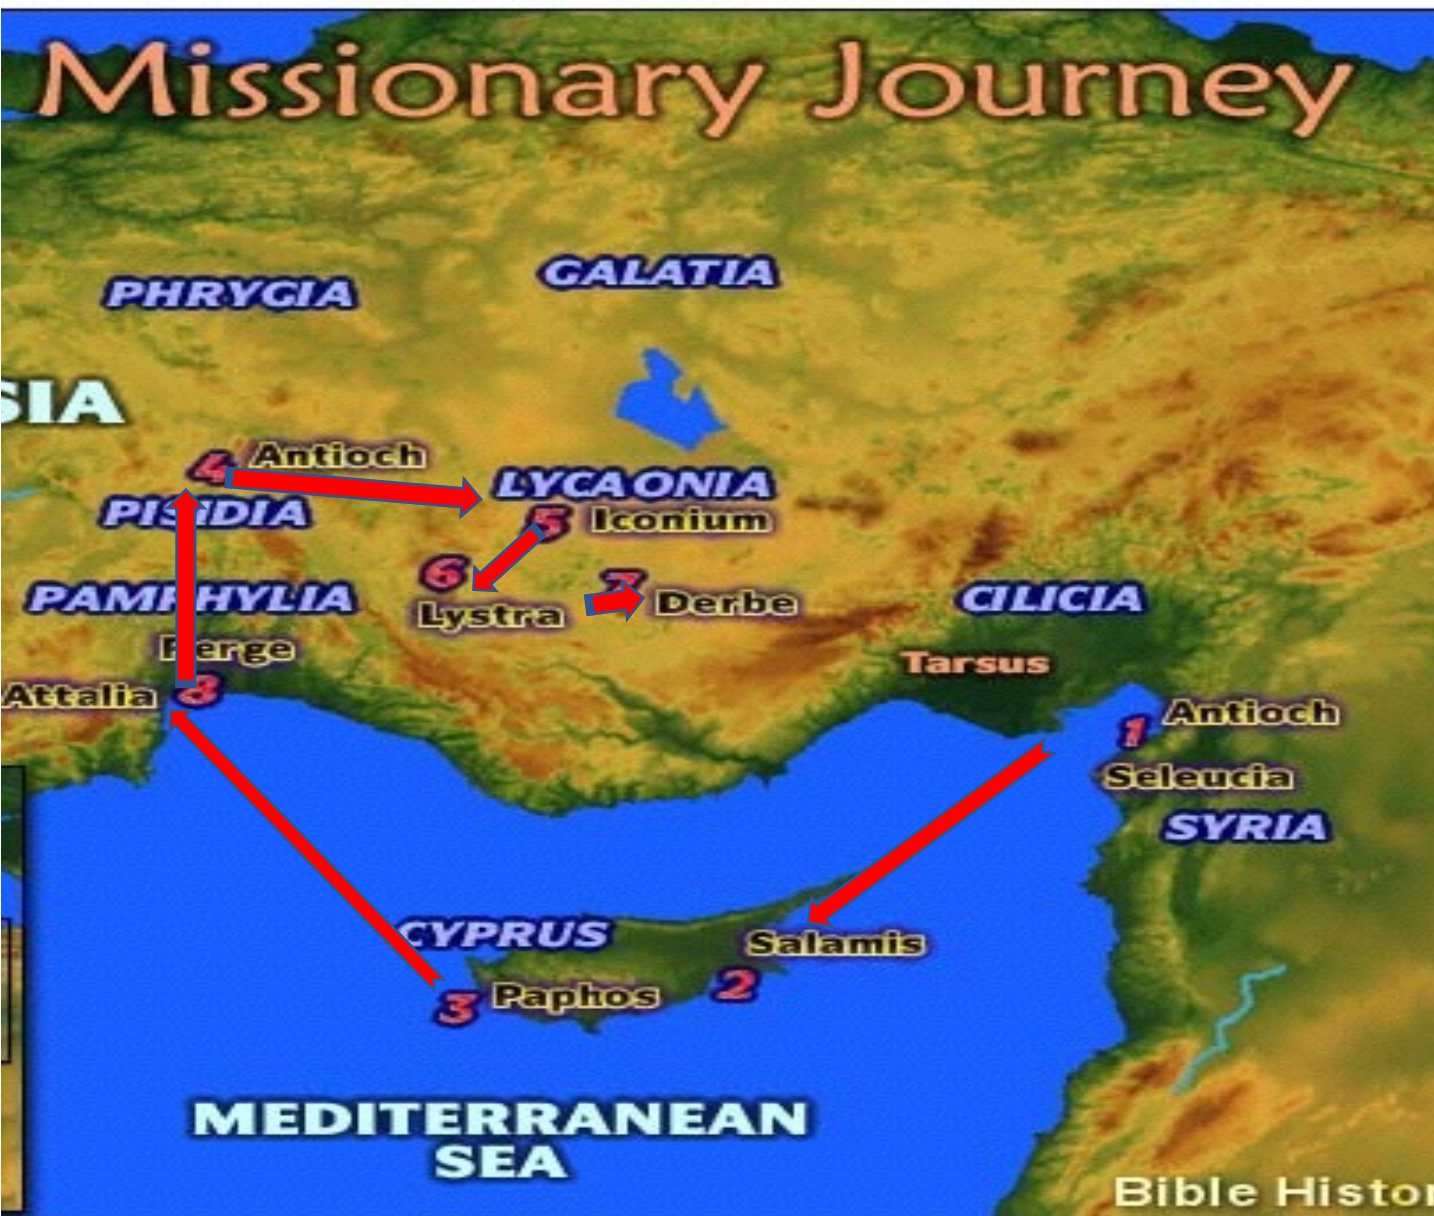 Missionary Journey
GALATIA
PHRYGIA
SIA
4 Antioch
LYCAONIA
PISIDIA
5 Iconium
6
7
Lystra
Derbe
PAMPHYLIA
CILICIA
Perge
Tarsus
Attalia 8
1 Antioch
Seleucia
SYRIA
CYPRUS
Salamis
2
3 Paphos
MEDITERRANEAN
SEA
Bible Histor